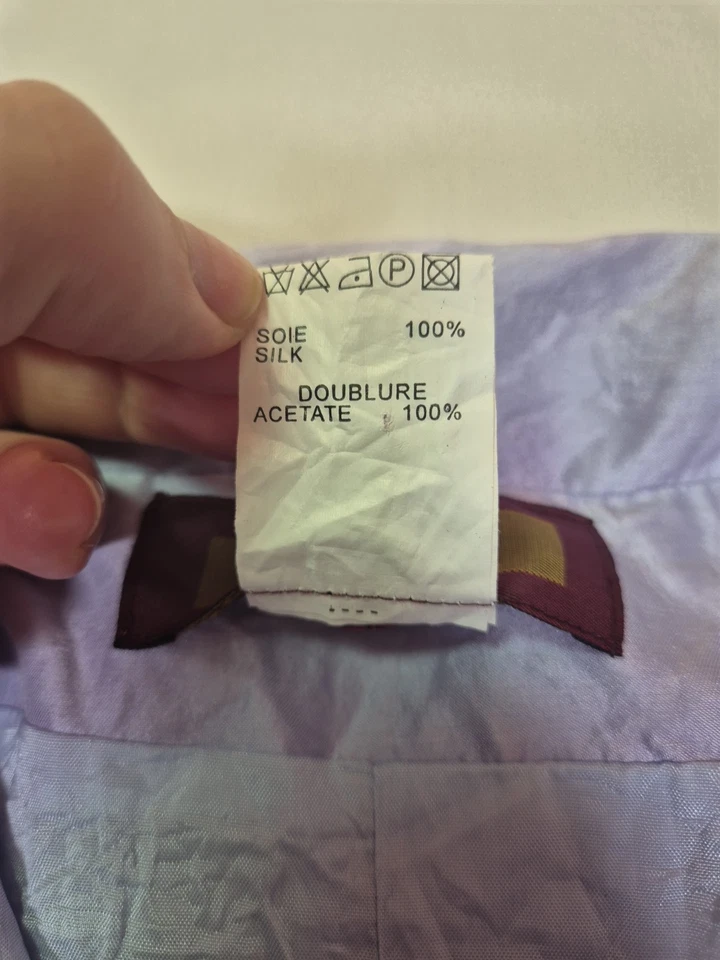 P
SOIE 100%
SILK
DOUBLURE
ACETATE 100%